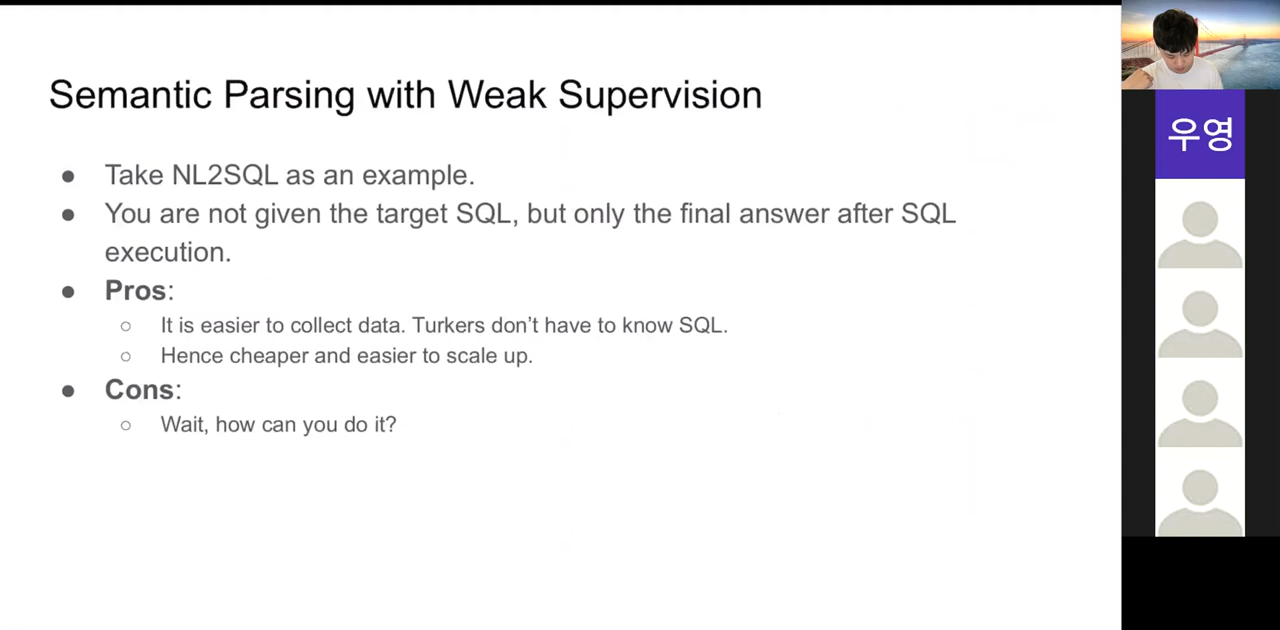 Semantic Parsing with Weak Supervision
● Take NL2SQL as an example.
● You are not given the target SQL, but only the final answer after SQL
execution.
● Pros:
○ It is easier to collect data. Turkers don’t have to know SQL.
○ Hence cheaper and easier to scale up.
● Cons:
○ Wait, how can you do it?
우영